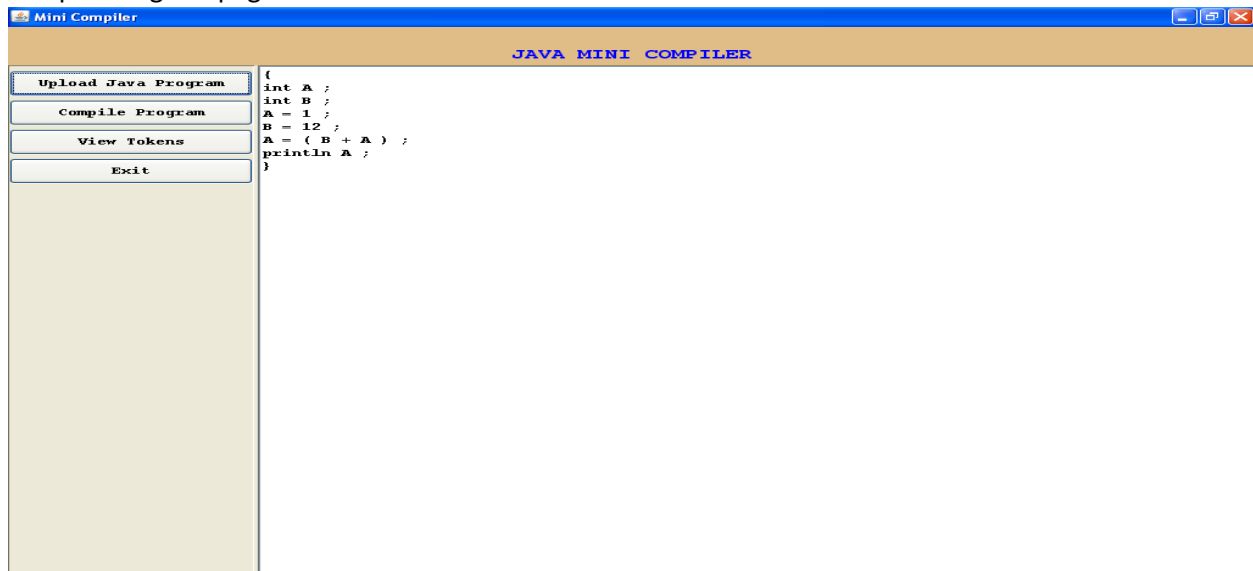 Mini Compiler
JAVA MINI COMPILER
Upload Java Program
Compile Program
View Tokens
Exit
{
int A ;
int B ;
A = 1 ;
B = 12 ;
A = ( B + A ) ;
println A ;
}